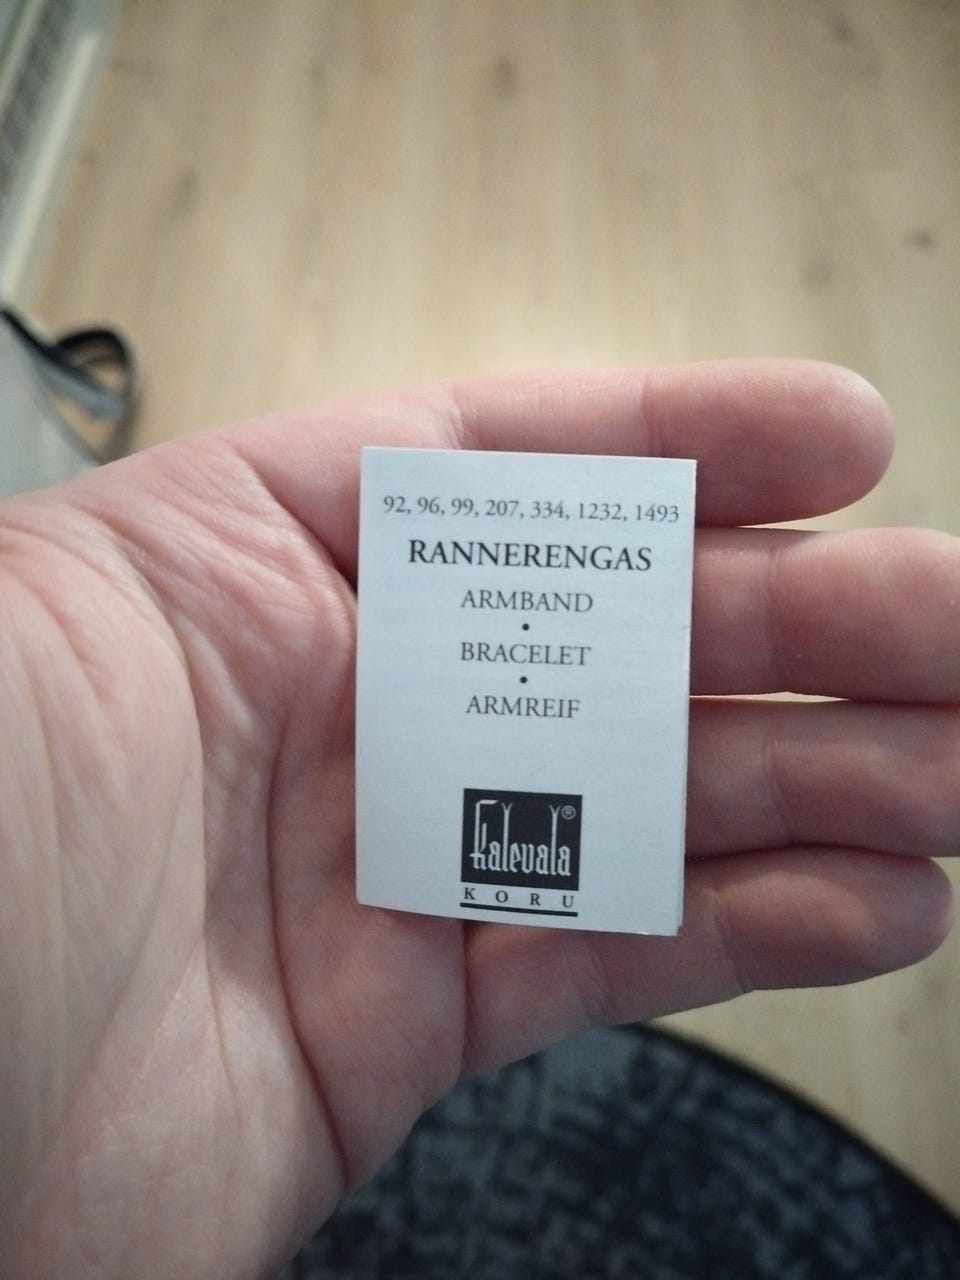 92, 96, 99, 207, 334, 1232, 1493
RANNERENGAS
ARMBAND
•
BRACELET
•
ARMREIF
Kalevala®
KORU